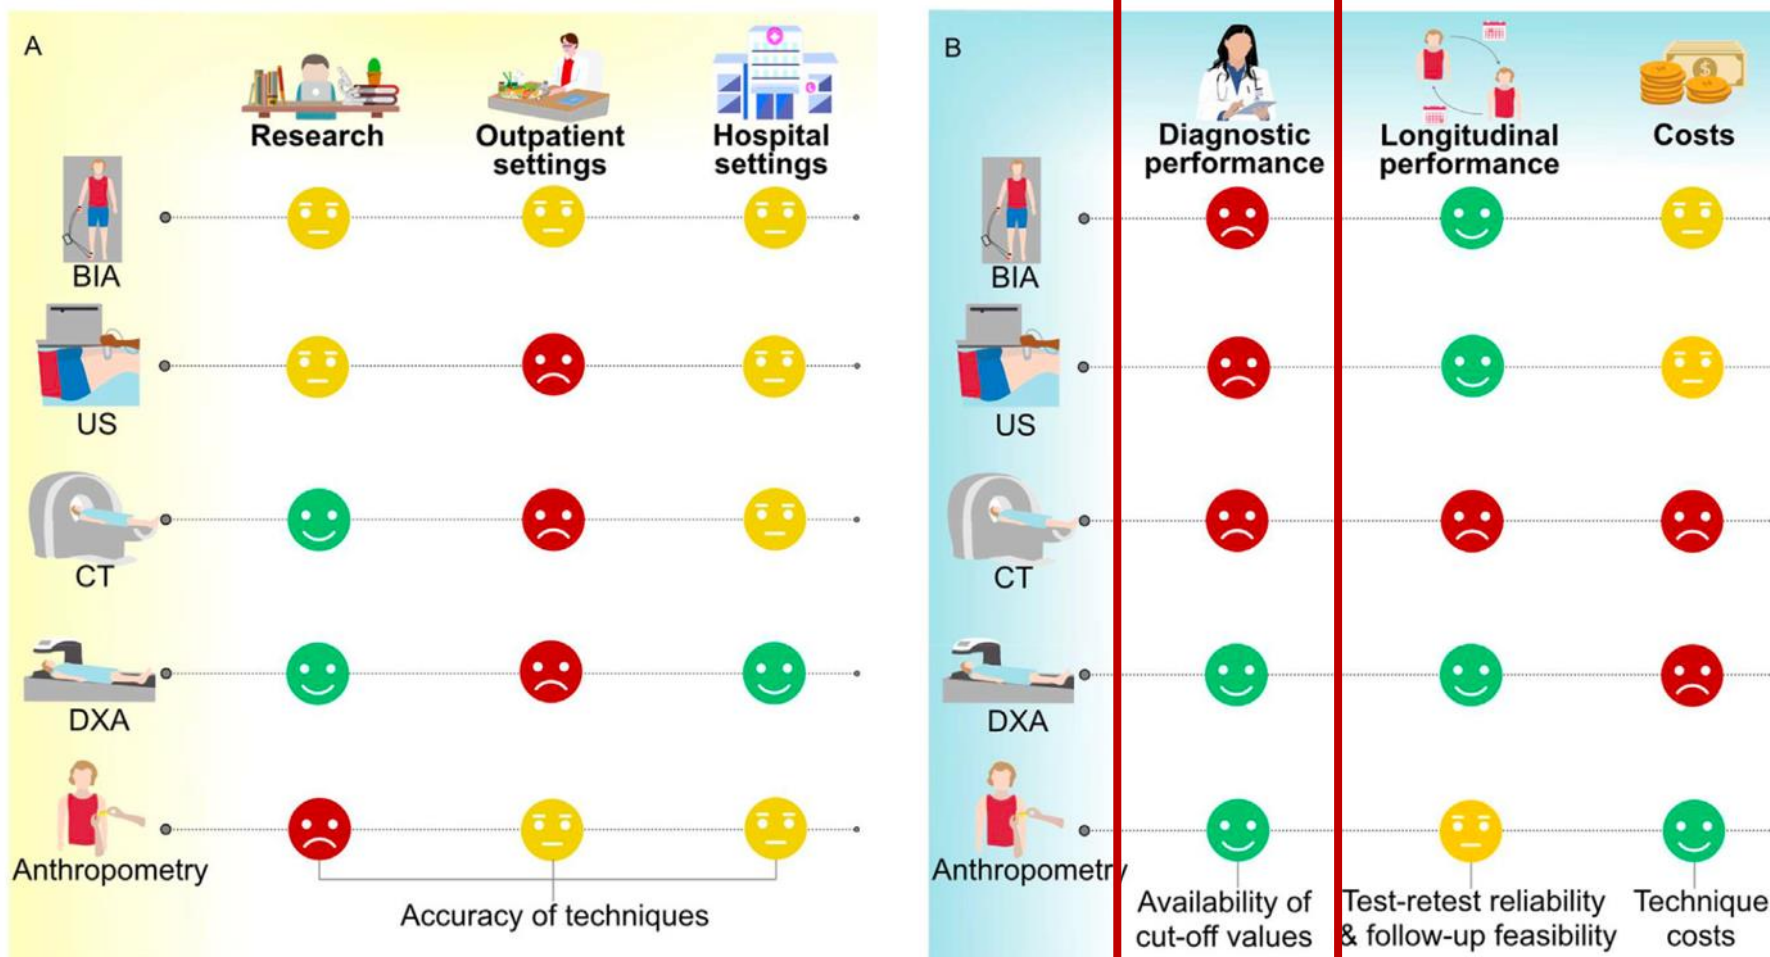 A
Research
Outpatient
settings
Hospital
settings
BIA
US
CT
DXA
Anthropometry
Accuracy of techniques
B
Diagnostic
performance
Longitudinal
performance
Costs
BIA
US
CT
DXA
Anthropometry
Availability of
cut-off values
Test-retest reliability
& follow-up feasibility
Technique
costs